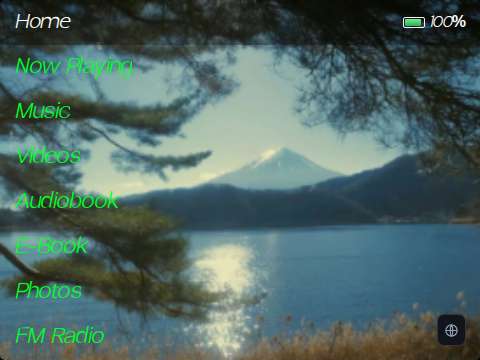 Home
100%
Now Playing
Music
Videos
Audiobook
E-Book
Photos
FM Radio